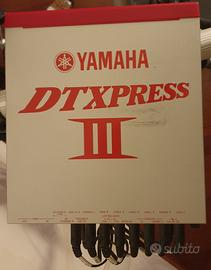 YAMAHA
DTXPRESS
III
subito